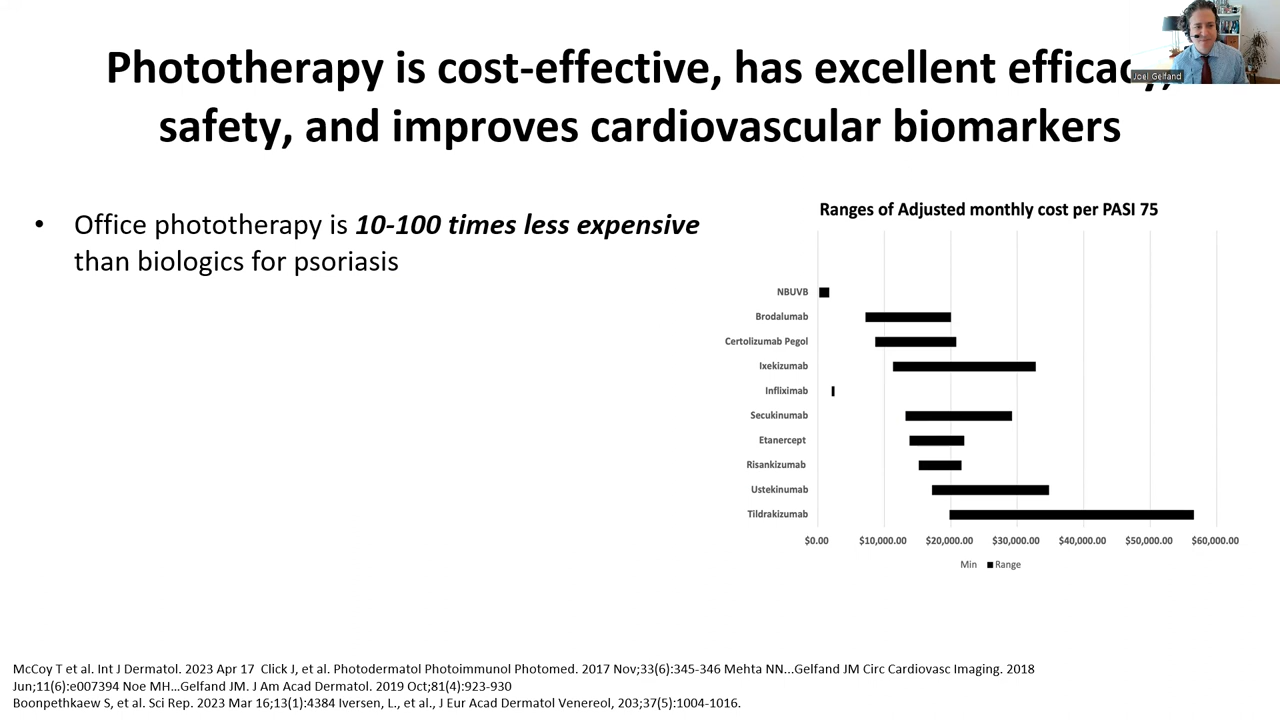 Phototherapy is cost-effective, has excellent efficacy,
safety, and improves cardiovascular biomarkers
Joel Gelfand
• Office phototherapy is 10-100 times less expensive
than biologics for psoriasis
Ranges of Adjusted monthly cost per PASI 75
NBUVB
Brodalumab
Certolizumab Pegol
Ixekizumab
Infliximab
Secukinumab
Etanercept
Risankizumab
Ustekinumab
Tildrakizumab
$0.00 $10,000.00 $20,000.00 $30,000.00 $40,000.00 $50,000.00 $60,000.00
Min Range
McCoy T et al. Int J Dermatol. 2023 Apr 17 Click J, et al. Photodermatol Photoimmunol Photomed. 2017 Nov;33(6):345-346 Mehta NN...Gelfand JM Circ Cardiovasc Imaging. 2018
Jun;11(6):e007394 Noe MH...Gelfand JM. J Am Acad Dermatol. 2019 Oct;81(4):923-930
Boonpethkaew S, et al. Sci Rep. 2023 Mar 16;13(1):4384 Iversen, L., et al., J Eur Acad Dermatol Venereol, 203;37(5):1004-1016.